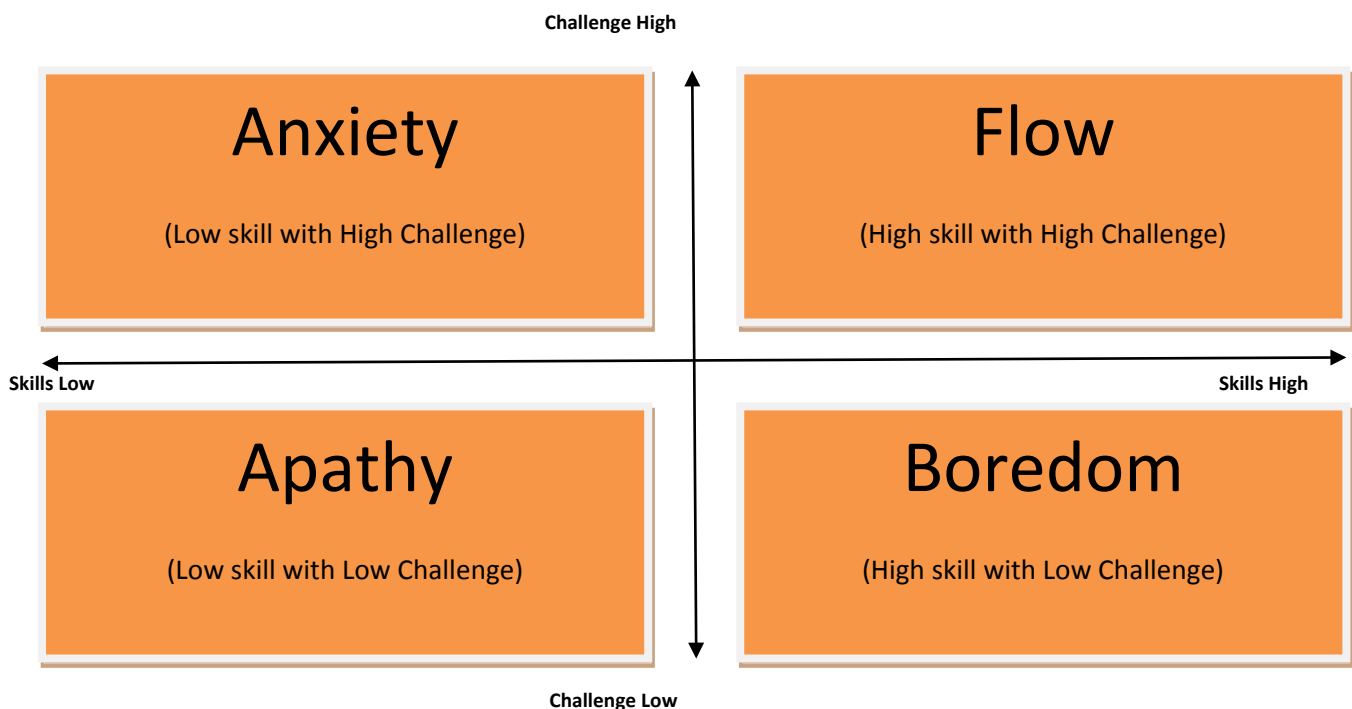 Challenge High
Anxiety
(Low skill with High Challenge)
Flow
(High skill with High Challenge)
Skills Low
Skills High
Apathy
(Low skill with Low Challenge)
Boredom
(High skill with Low Challenge)
Challenge Low